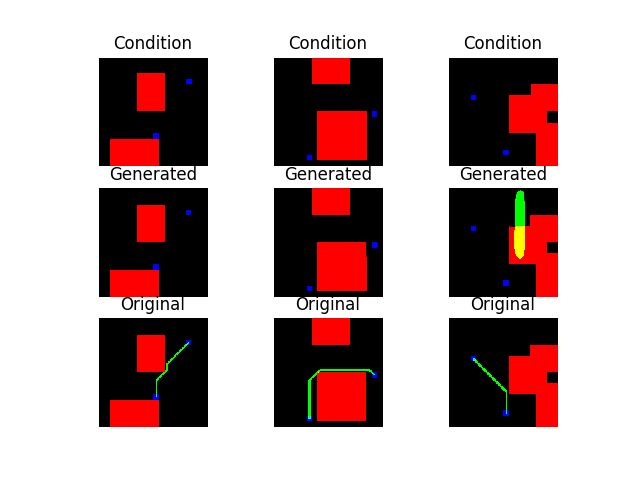 Condition
Condition
Condition
Generated
Generated
Generated
Original
Original
Original